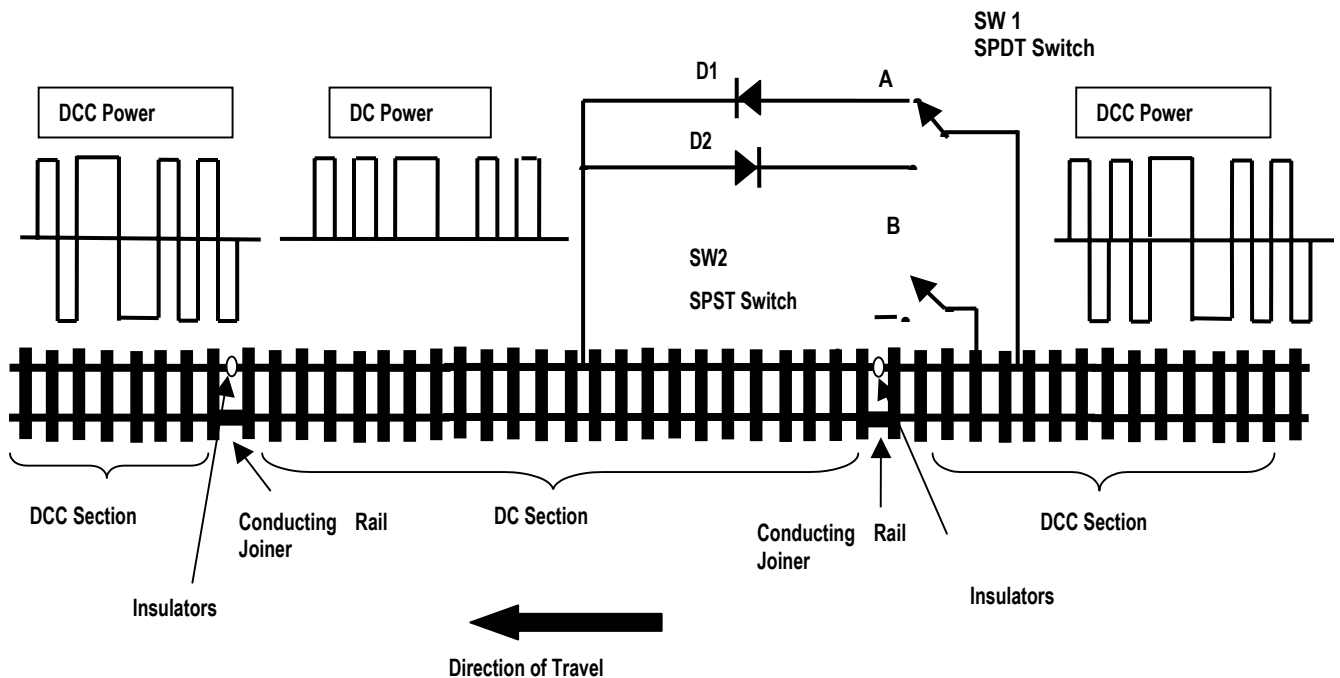 SW 1
SPDT Switch
D1
A
DCC Power
DC Power
DCC Power
D2
B
SW2
SPST Switch
DCC Section
Conducting Rail
Joiner
DC Section
Conducting Rail
Joiner
DCC Section
Insulators
Insulators
Direction of Travel